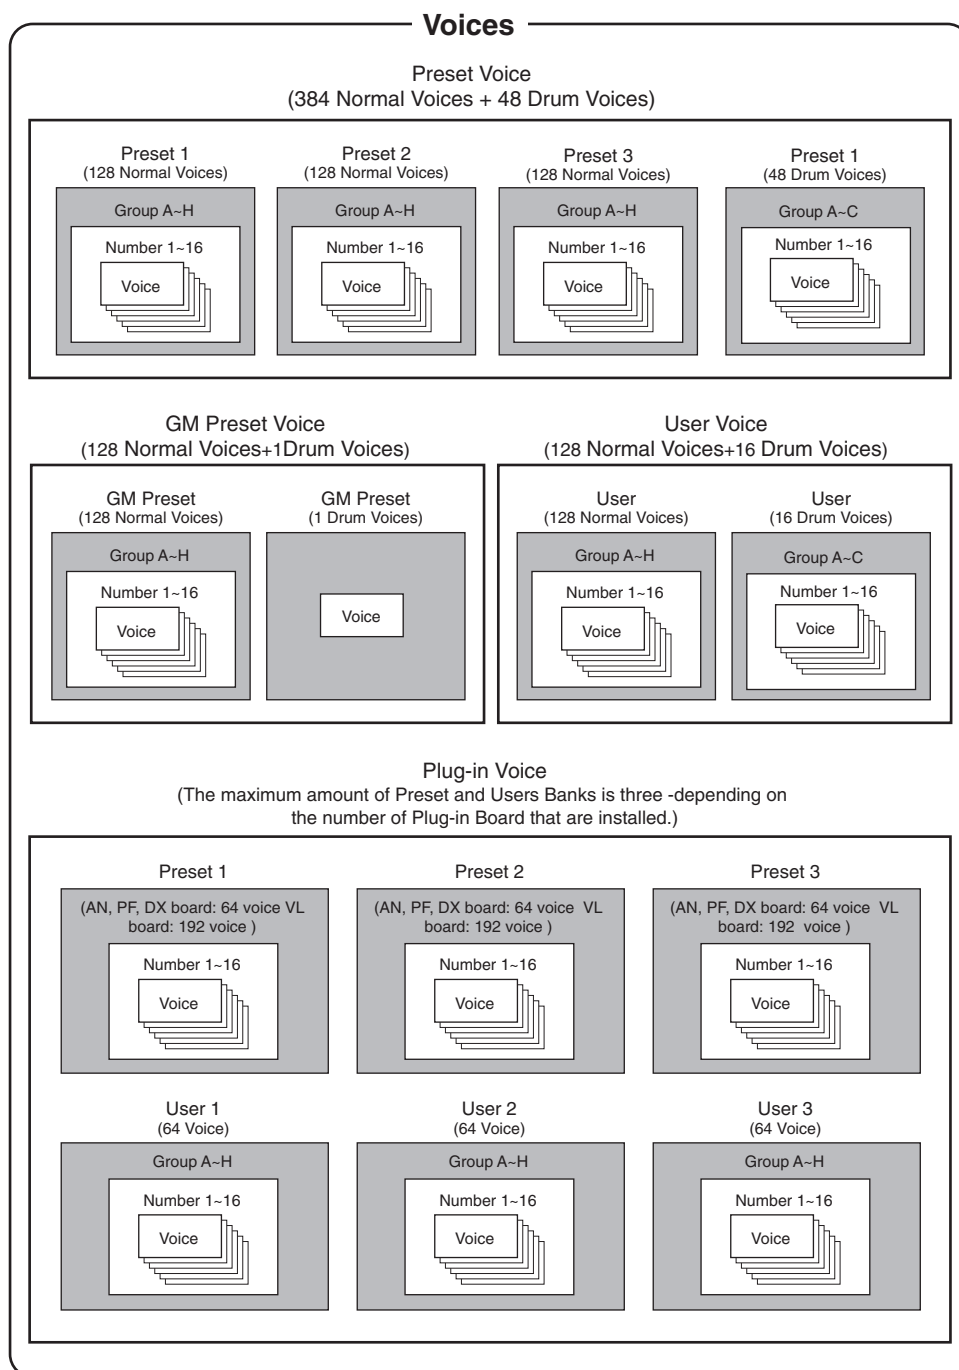 Voices
Preset Voice
(384 Normal Voices + 48 Drum Voices)
Preset 1
(128 Normal Voices)
Group A~H
Number 1~16
Voice
Preset 2
(128 Normal Voices)
Group A~H
Number 1~16
Voice
Preset 3
(128 Normal Voices)
Group A~H
Number 1~16
Voice
Preset 1
(48 Drum Voices)
Group A~C
Number 1~16
Voice
GM Preset Voice
(128 Normal Voices+1Drum Voices)
GM Preset
(128 Normal Voices)
Group A~H
Number 1~16
Voice
GM Preset
(1 Drum Voices)
Voice
User Voice
(128 Normal Voices+16 Drum Voices)
User
(128 Normal Voices)
Group A~H
Number 1~16
Voice
User
(16 Drum Voices)
Group A~C
Number 1~16
Voice
Plug-in Voice
(The maximum amount of Preset and Users Banks is three -depending on
the number of Plug-in Board that are installed.)
Preset 1
(AN, PF, DX board: 64 voice VL
board: 192 voice )
Number 1~16
Voice
Preset 2
(AN, PF, DX board: 64 voice VL
board: 192 voice )
Number 1~16
Voice
Preset 3
(AN, PF, DX board: 64 voice VL
board: 192 voice )
Number 1~16
Voice
User 1
(64 Voice)
Group A~H
Number 1~16
Voice
User 2
(64 Voice)
Group A~H
Number 1~16
Voice
User 3
(64 Voice)
Group A~H
Number 1~16
Voice